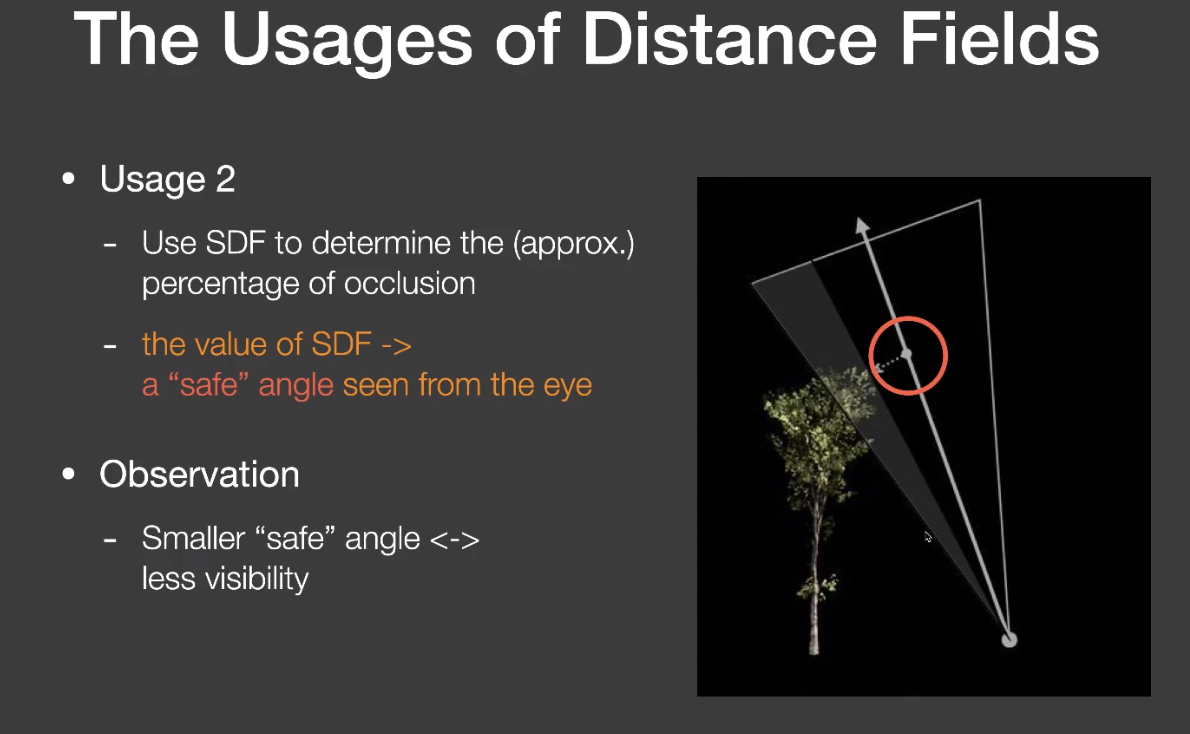 The Usages of Distance Fields
• Usage 2
- Use SDF to determine the (approx.)
percentage of occlusion
- the value of SDF ->
a “safe” angle seen from the eye
• Observation
- Smaller “safe” angle <->
less visibility